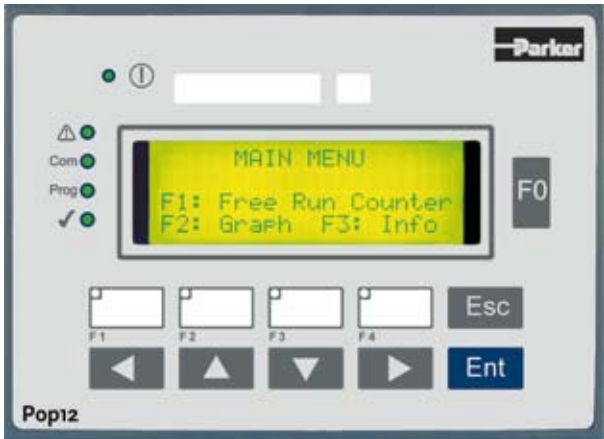 Parker
Com
Prog
MAIN MENU
F1: Free Run Counter
F2: Graph F3: Info
F0
F1 F2 F3 F4
Esc
Ent
Pop12